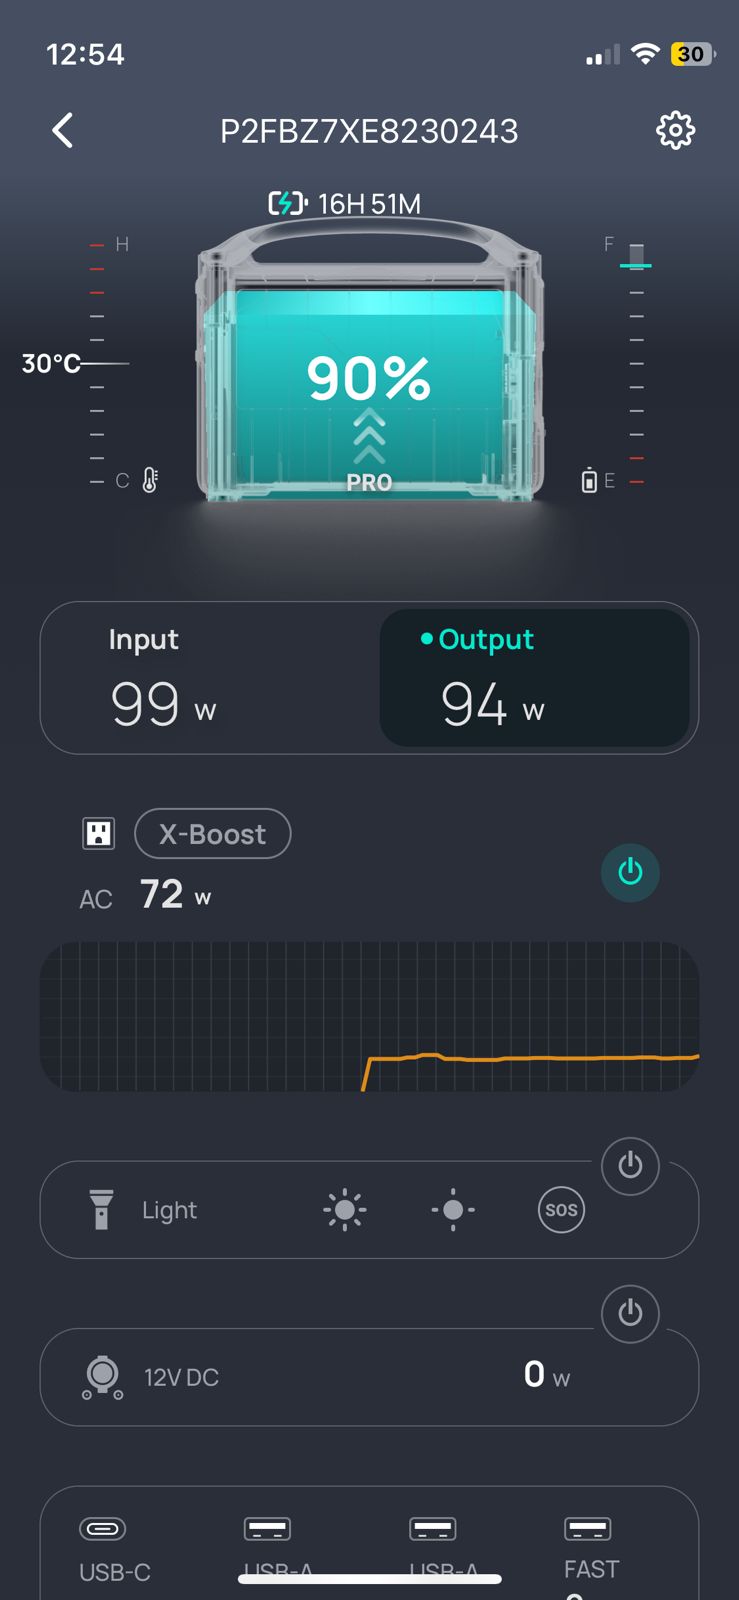 12:54
30
P2FBZ7XE8230243
16H 51M
H
F
30°C
90%
PRO
C
E
Input
Output
99 w
94 w
X-Boost
AC 72 w
Light
SOS
12V DC
0 w
USB-C
USB-A
USB-A
FAST